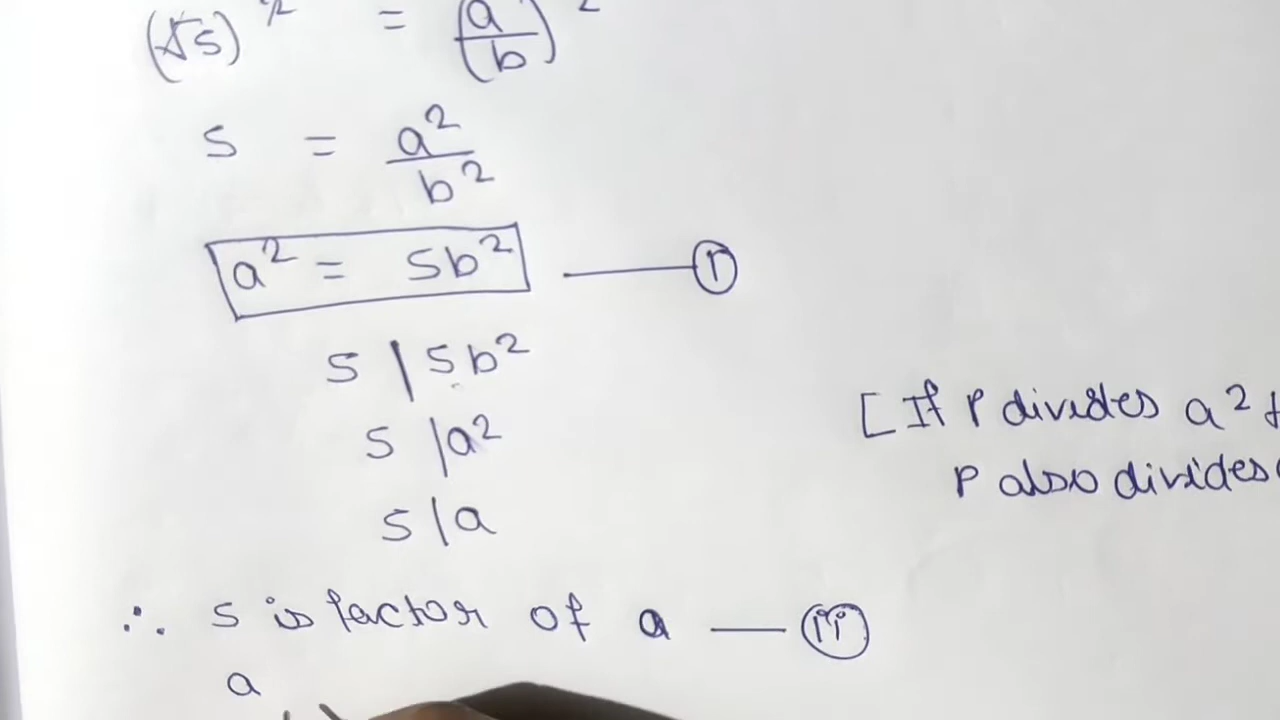 (√5)² = (a/b)²
5 = a²/b²
a² = 5b² —— (i)
5 | 5b²
5 | a²
[If P divides a²
P also divides
5 | a
∴ 5 is factor of a — (ii)
a